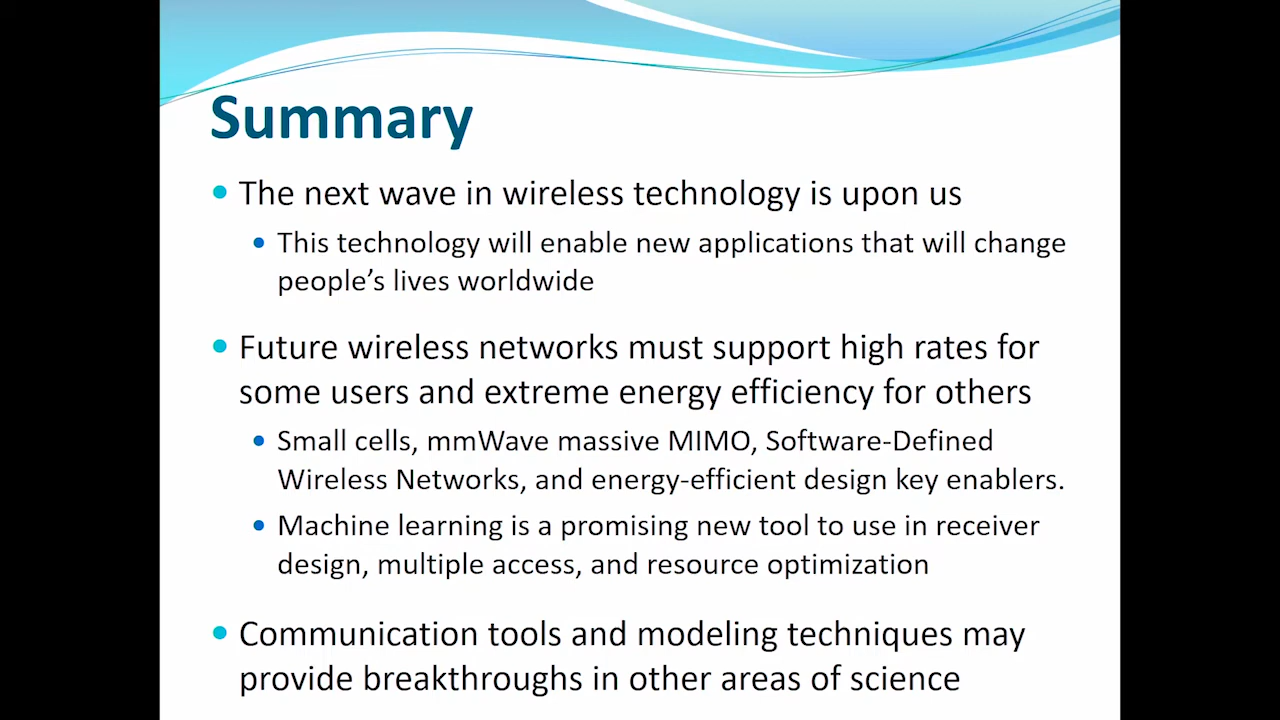 Summary
• The next wave in wireless technology is upon us
• This technology will enable new applications that will change
people’s lives worldwide
• Future wireless networks must support high rates for
some users and extreme energy efficiency for others
• Small cells, mmWave massive MIMO, Software-Defined
Wireless Networks, and energy-efficient design key enablers.
• Machine learning is a promising new tool to use in receiver
design, multiple access, and resource optimization
• Communication tools and modeling techniques may
provide breakthroughs in other areas of science